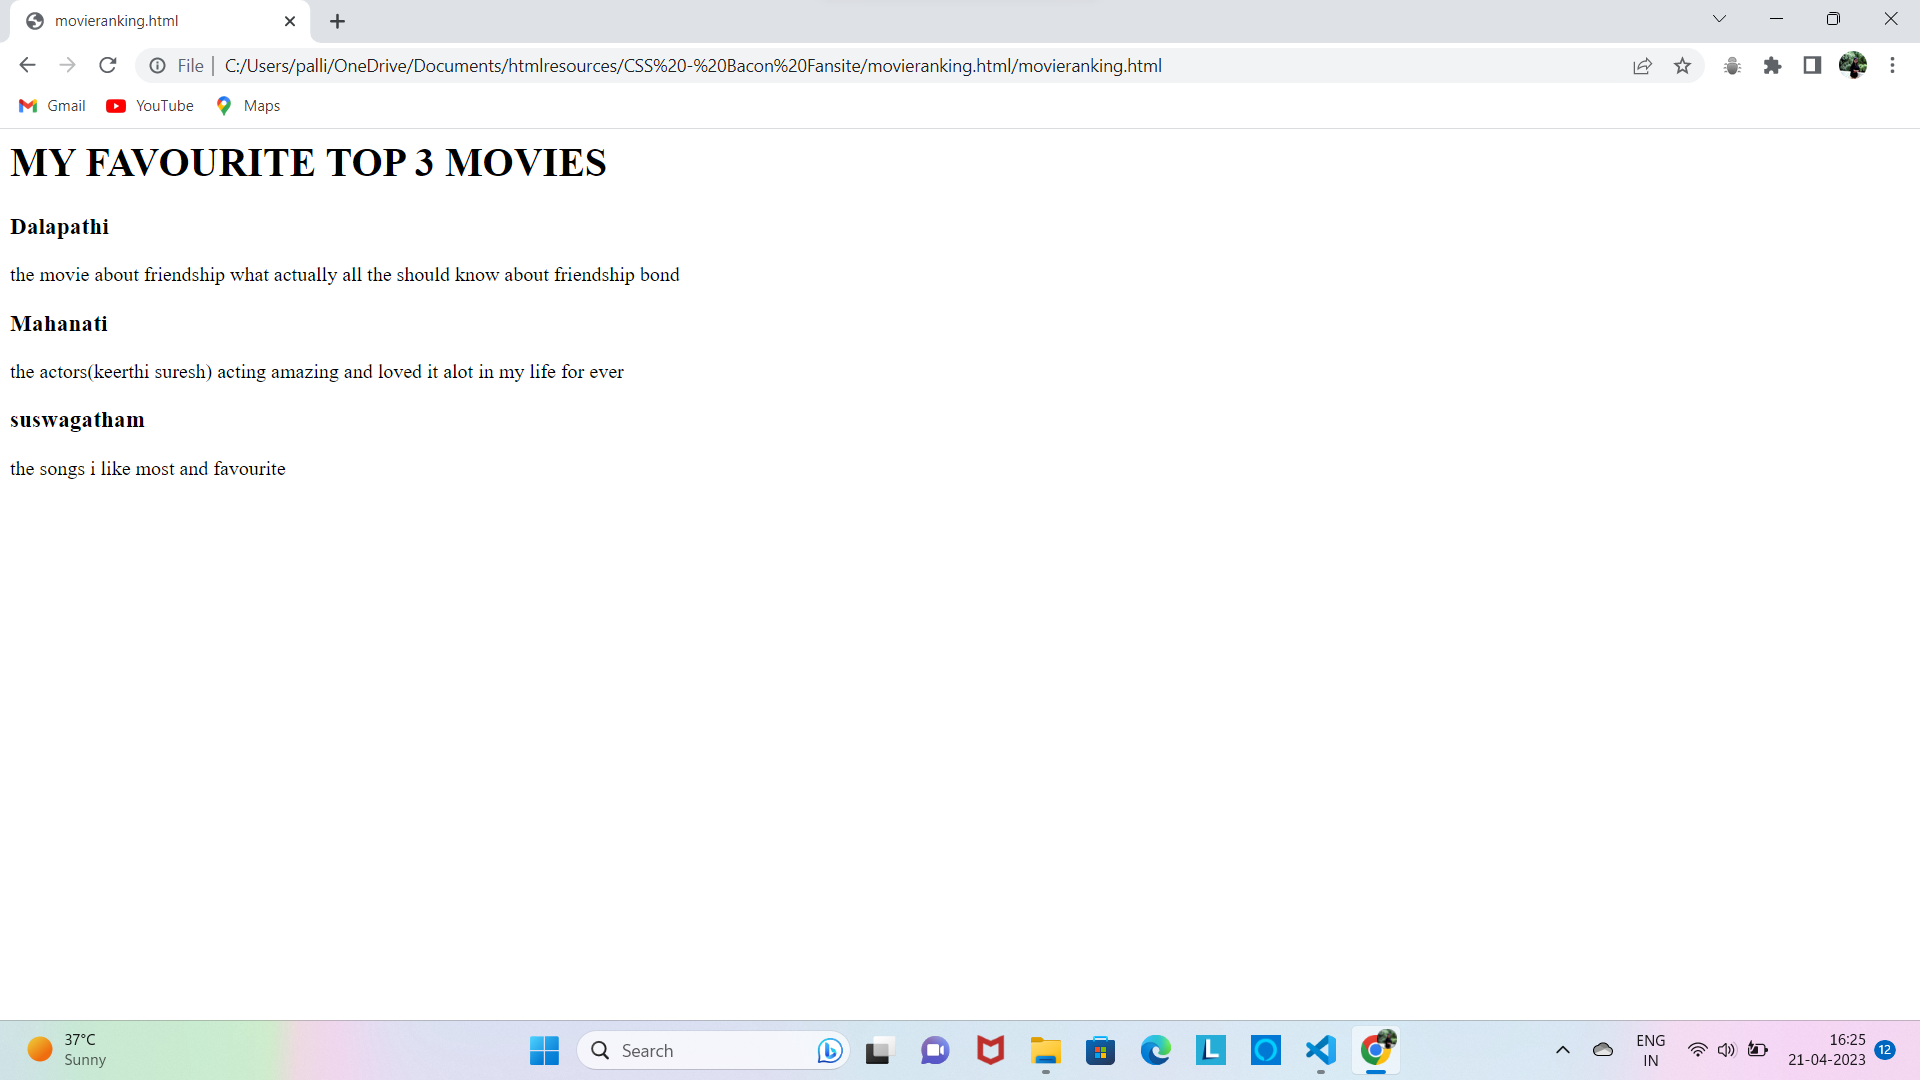 movieranking.html
File | C:/Users/palli/OneDrive/Documents/htmlresources/CSS%20-%20Bacon%20Fansite/movieranking.html/movieranking.html
Gmail YouTube Maps
MY FAVOURITE TOP 3 MOVIES
Dalapathi
the movie about friendship what actually all the should know about friendship bond
Mahanati
the actors(keerthi suresh) acting amazing and loved it alot in my life for ever
suswagatham
the songs i like most and favourite
37°C
Sunny
Search
L
ENG
IN
16:25
21-04-2023
12